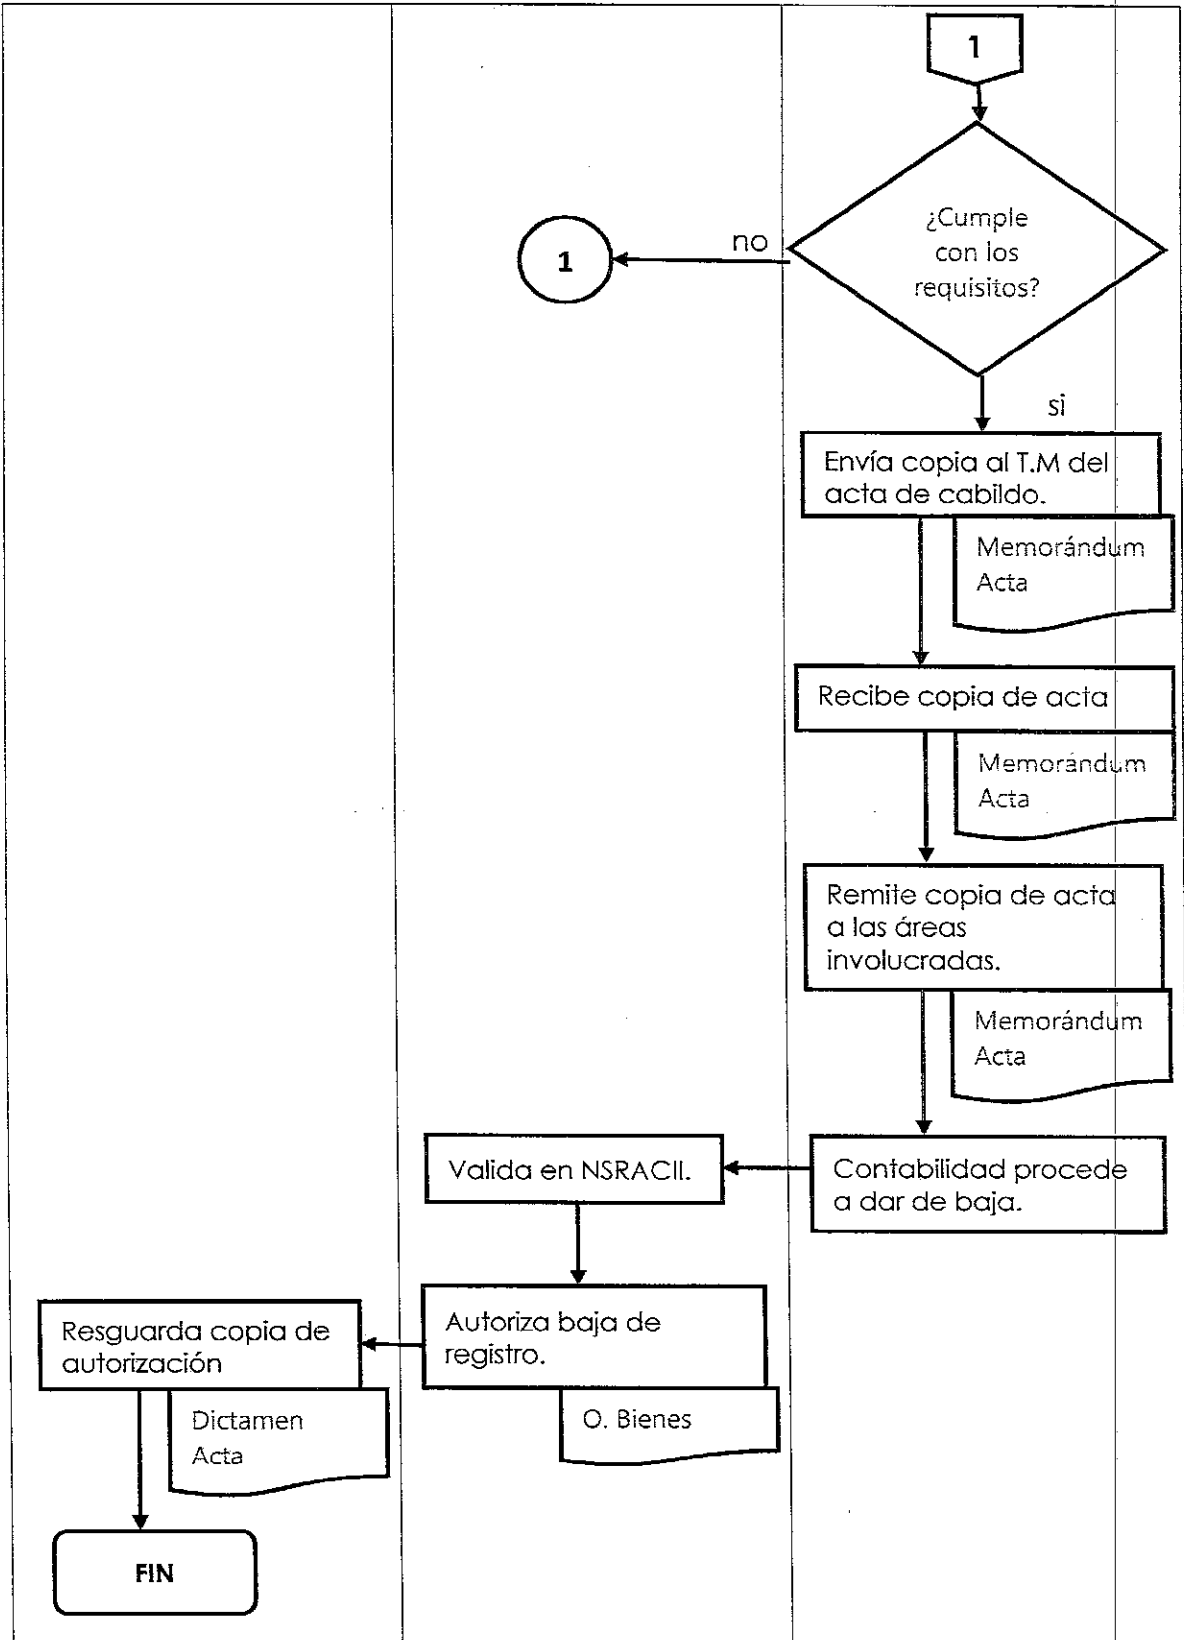 1
¿Cumple
con los
requisitos?
no
1
si
Envía copia al T.M del
acta de cabildo.
Memorándum
Acta
Recibe copia de acta
Memorándum
Acta
Remite copia de acta
a las áreas
involucradas.
Memorándum
Acta
Contabilidad procede
a dar de baja.
Valida en NSRACII.
Autoriza baja de
registro.
O. Bienes
Resguarda copia de
autorización
Dictamen
Acta
FIN